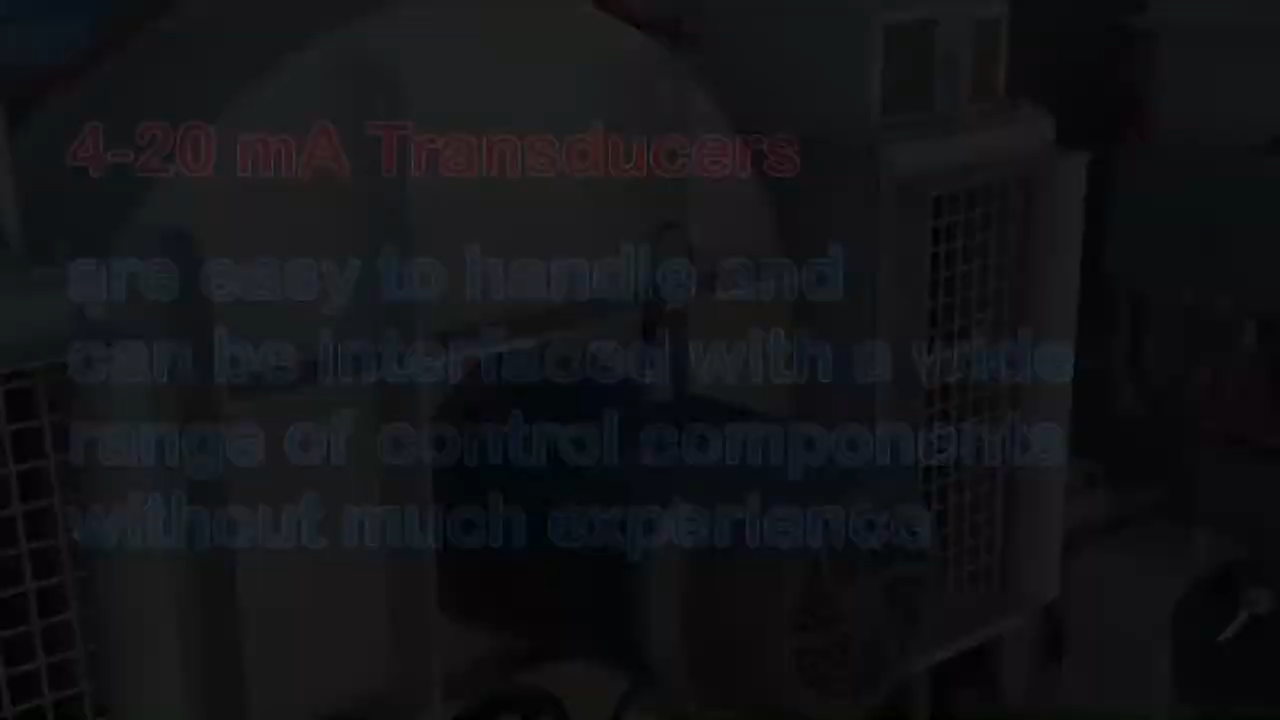 4-20 mA Transducers
are easy to handle and
can be interfaced with a wide
range of control components
without much experience